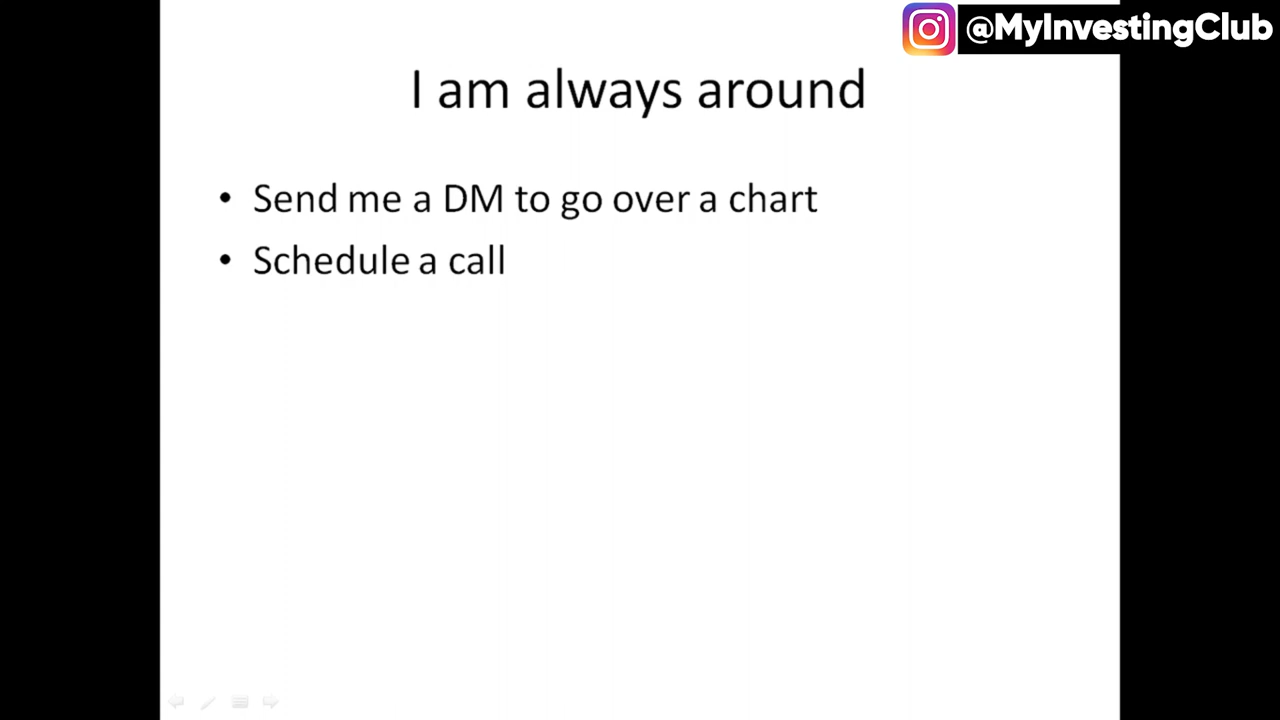 @MyInvestingClub
I am always around
• Send me a DM to go over a chart
• Schedule a call